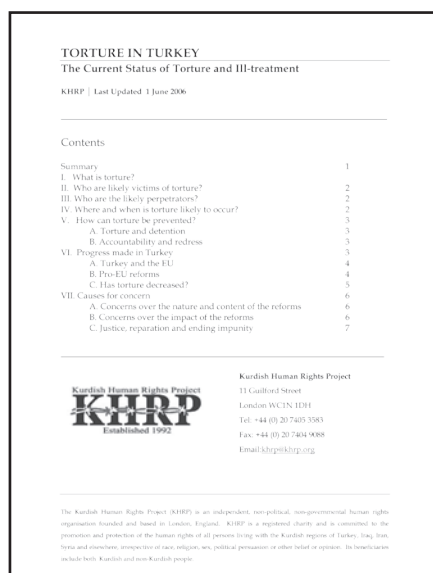 TORTURE IN TURKEY
The Current Status of Torture and Ill-treatment
KHRP | Last Updated 1 June 2006
Contents
Summary 1
I. What is torture?
II. Who are likely victims of torture? 2
III. Who are the likely perpetrators? 2
IV. Where and when is torture likely to occur? 2
V. How can torture be prevented? 3
A. Torture and detention 3
B. Accountability and redress 3
VI. Progress made in Turkey 3
A. Turkey and the EU 4
B. Pro-EU reforms 4
C. Has torture decreased? 5
VII. Causes for concern 6
A. Concerns over the nature and content of the reforms 6
B. Concerns over the impact of the reforms 6
C. Justice, reparation and ending impunity 7
Kurdish Human Rights Project
KHRP
Established 1992
Kurdish Human Rights Project
11 Guilford Street
London WC1N 1DH
Tel: +44 (0) 20 7405 3583
Fax: +44 (0) 20 7404 9088
Email:khrp@khrp.org
The Kurdish Human Rights Project (KHRP) is an independent, non-political, non-governmental human rights
organisation founded and based in London, England. KHRP is a registered charity and is committed to the
promotion and protection of the human rights of all persons living with the Kurdish regions of Turkey, Iraq, Iran,
Syria and elsewhere, irrespective of race, religion, sex, political persuasion or other belief or opinion. Its beneficiaries
include both Kurdish and non-Kurdish people.